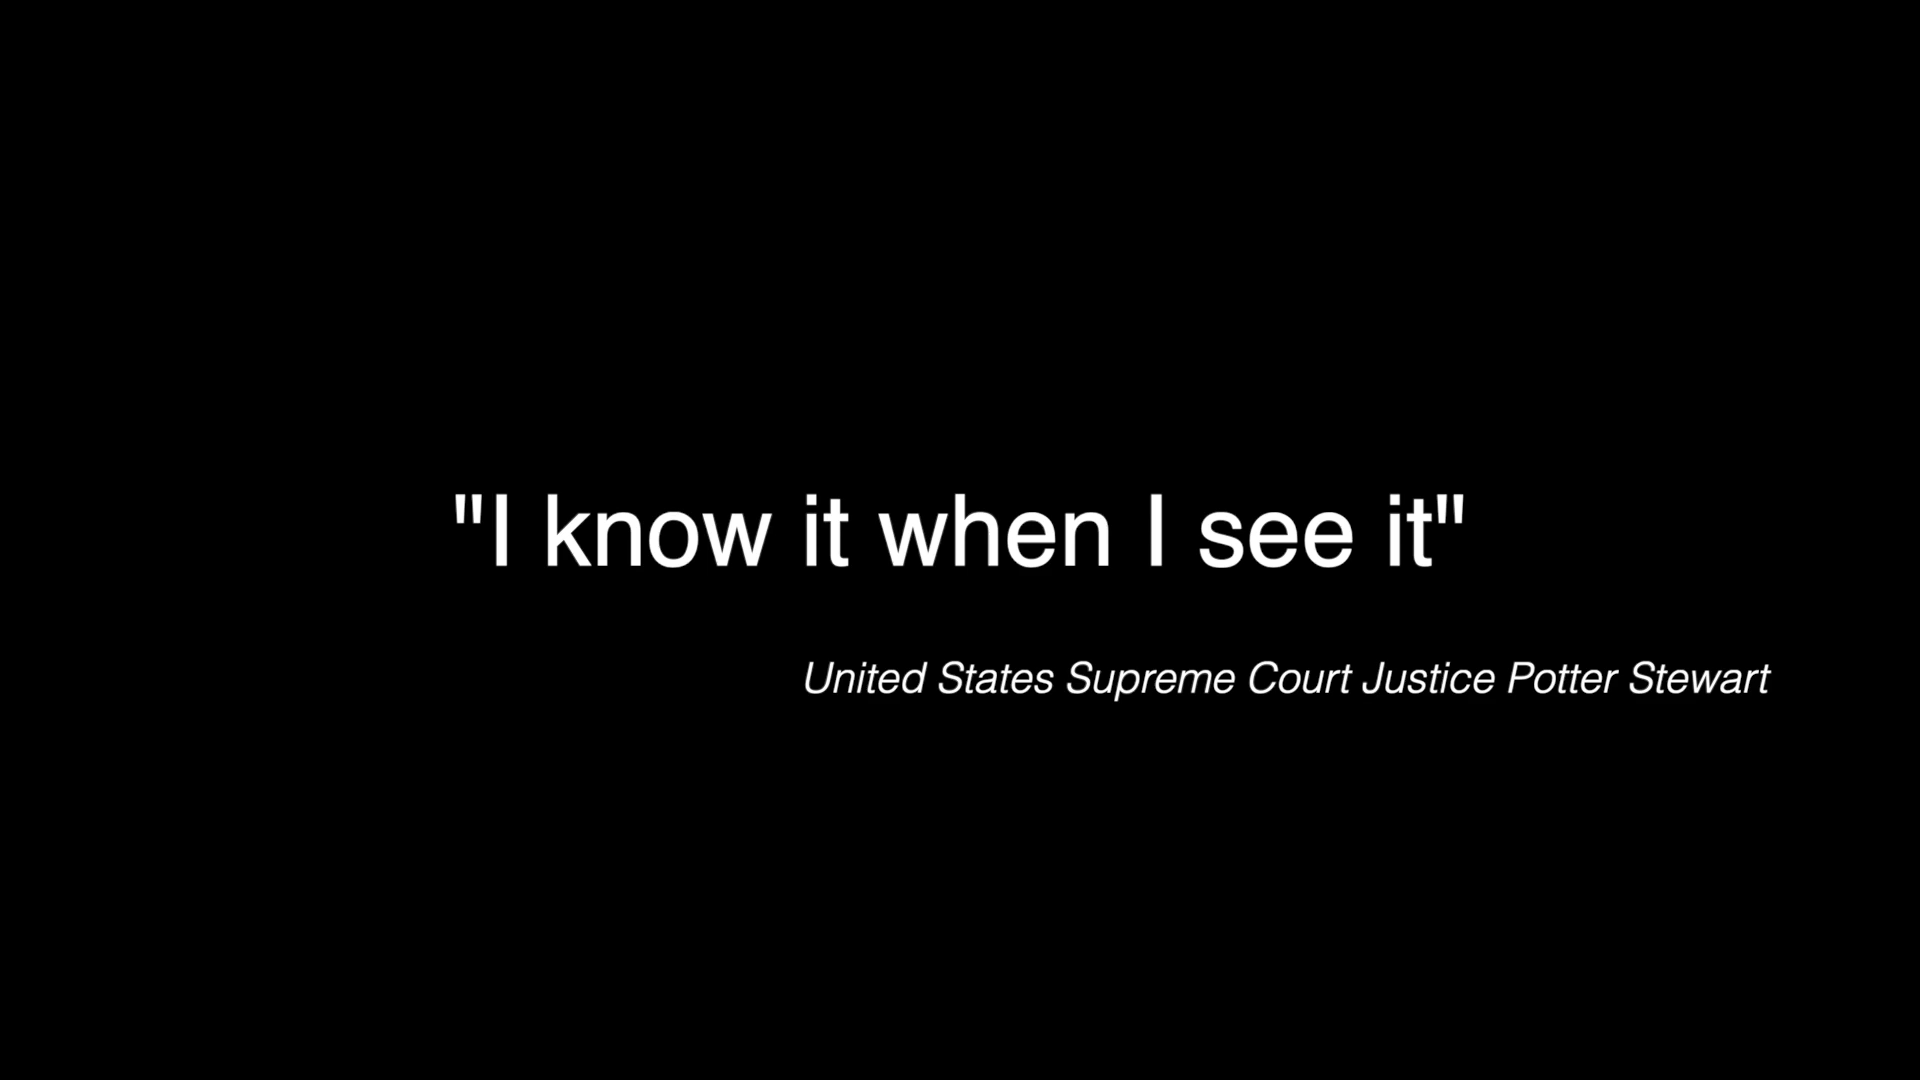 "I know it when I see it"
United States Supreme Court Justice Potter Stewart